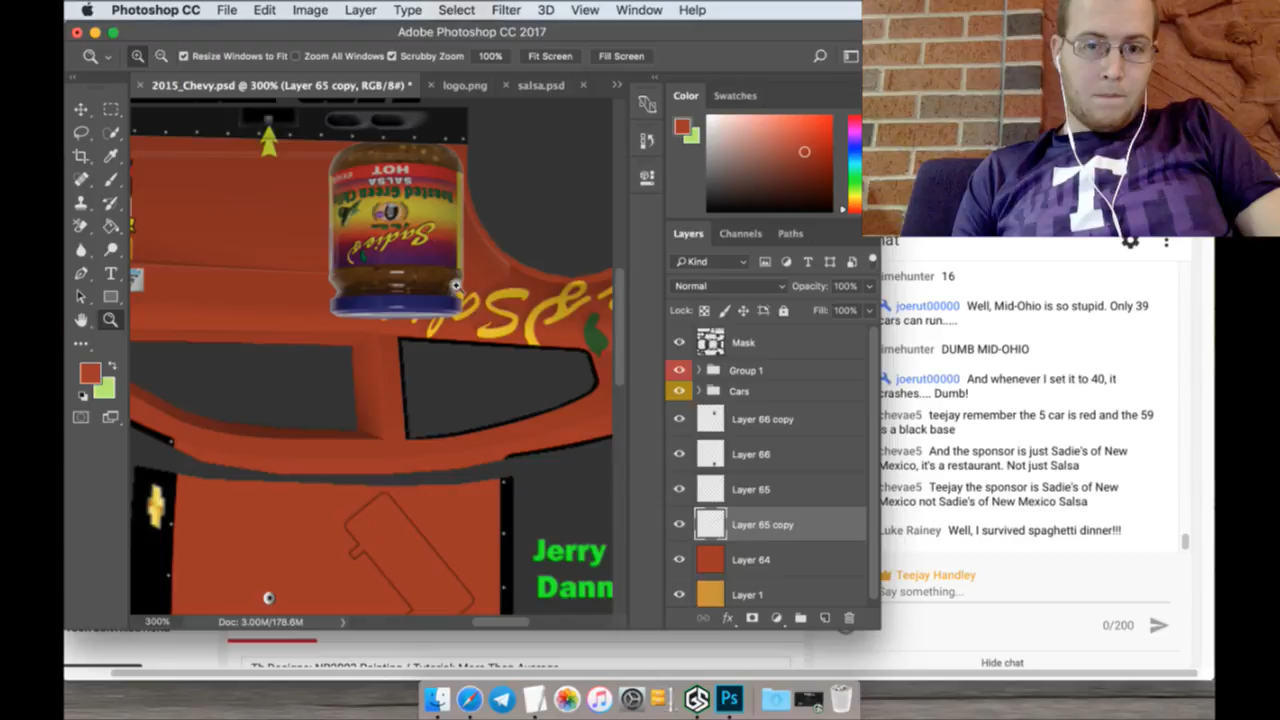 Photoshop CC File Edit Image Layer Type Select Filter 3D View Window Help
Adobe Photoshop CC 2017
Resize Windows to Fit Zoom All Windows Scrubby Zoom 100% Fit Screen Fill Screen
2015_Chevy.psd @ 300% (Layer 65 copy, RGB/8#) * logo.png salsa.psd
Color Swatches
HOT
SALSA
Roasted Green Chile
Sadie's
Jerry
Dann
300% Doc: 3.00M/178.6M
Layers Channels Paths
Kind
Normal Opacity: 100%
Lock: Fill: 100%
Mask
Group 1
Cars
Layer 66 copy
Layer 66
Layer 65
Layer 65 copy
Layer 64
Layer 1
fx
T
hat
imehunter 16
joerut00000 Well, Mid-Ohio is so stupid. Only 39
cars can run.....
imehunter DUMB MID-OHIO
joerut00000 And whenever I set it to 40, it
crashes.... Dumb!
chevae5 teejay remember the 5 car is red and the 59
s a black base
chevae5 And the sponsor is just Sadie's of New
Mexico, it's a restaurant. Not just Salsa
chevae5 Teejay the sponsor is Sadie's of New
Mexico not Sadie's of New Mexico Salsa
Luke Rainey Well, I survived spaghetti dinner!!!
Teejay Handley
Say something...
0/200
Hide chat
Ps